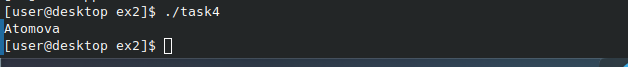 [user@desktop ex2]$ ./task4
Atomova
[user@desktop ex2]$